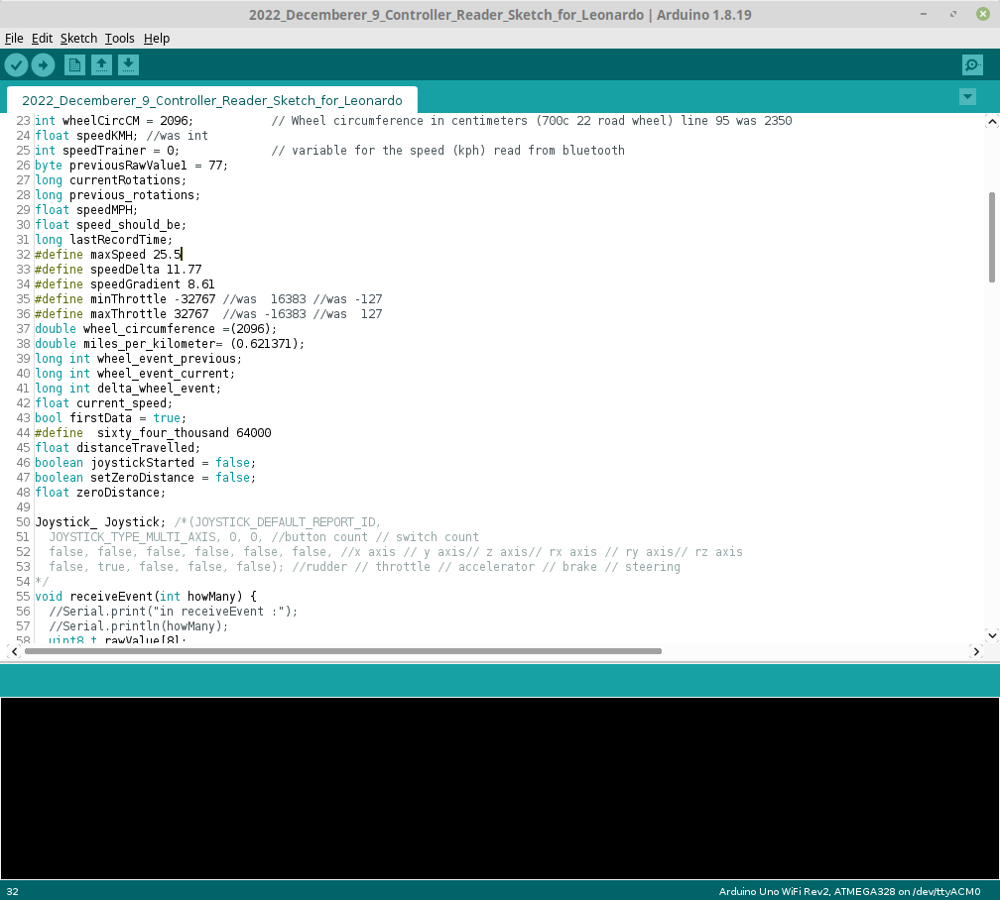 2022_Decemberer_9_Controller_Reader_Sketch_for_Leonardo | Arduino 1.8.19
File Edit Sketch Tools Help
2022_Decemberer_9_Controller_Reader_Sketch_for_Leonardo
23 int wheelCircCM = 2096; // Wheel circumference in centimeters (700c 22 road wheel) line 95 was 2350
24 float speedKMH; //was int
25 int speedTrainer = 0; // variable for the speed (kph) read from bluetooth
26 byte previousRawValue1 = 77;
27 long currentRotations;
28 long previous_rotations;
29 float speedMPH;
30 float speed_should_be;
31 long lastRecordTime;
32 #define maxSpeed 25.5
33 #define speedDelta 11.77
34 #define speedGradient 8.61
35 #define minThrottle -32767 //was  16383 //was -127
36 #define maxThrottle 32767  //was -16383 //was  127
37 double wheel_circumference =(2096);
38 double miles_per_kilometer= (0.621371);
39 long int wheel_event_previous;
40 long int wheel_event_current;
41 long int delta_wheel_event;
42 float current_speed;
43 bool firstData = true;
44 #define  sixty_four_thousand 64000
45 float distanceTravelled;
46 boolean joystickStarted = false;
47 boolean setZeroDistance = false;
48 float zeroDistance;
49
50 Joystick_ Joystick; /*(JOYSTICK_DEFAULT_REPORT_ID,
51   JOYSTICK_TYPE_MULTI_AXIS, 0, 0, //button count // switch count
52   false, false, false, false, false, false, //x axis // y axis// z axis// rx axis // ry axis// rz axis
53   false, true, false, false, false); //rudder // throttle // accelerator // brake // steering
54 */
55 void receiveEvent(int howMany) {
56   //Serial.print("in receiveEvent :");
57   //Serial.println(howMany);
58   uint8_t rawValue[8];
32
Arduino Uno WiFi Rev2, ATMEGA328 on /dev/ttyACM0